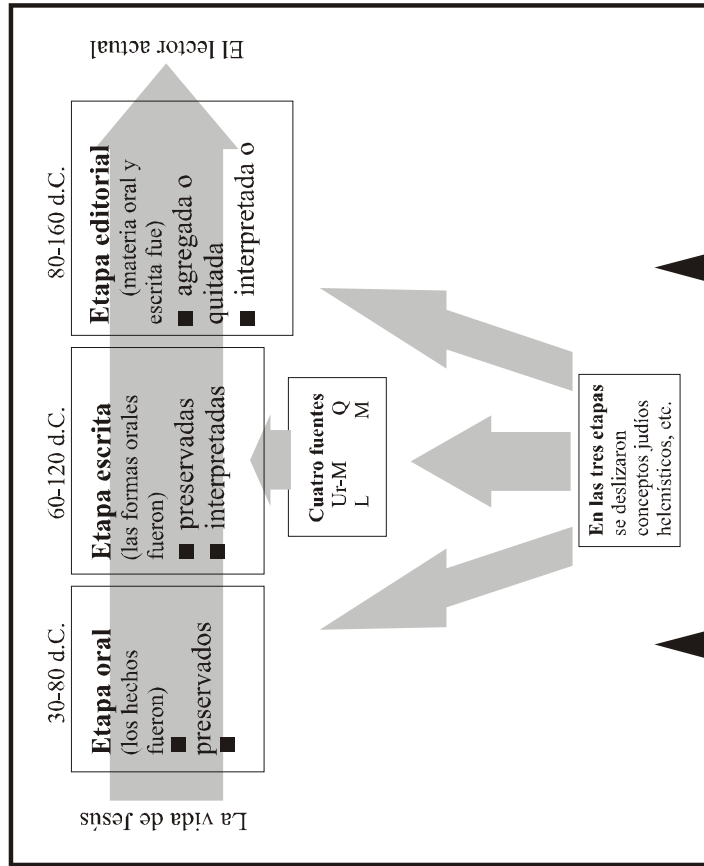 La vida de Jesús
30-80 d.C.
Etapa oral
(los hechos
fueron)
■
preservados
■
60-120 d.C.
Etapa escrita
(las formas orales
fueron)
■ preservadas
■ interpretadas
80-160 d.C.
Etapa editorial
(materia oral y
escrita fue)
■ agregada o
quitada
■ interpretada o
El lector actual
Cuatro fuentes
Ur-M Q
L M
En las tres etapas
se deslizaron
conceptos judios
helenísticos, etc.